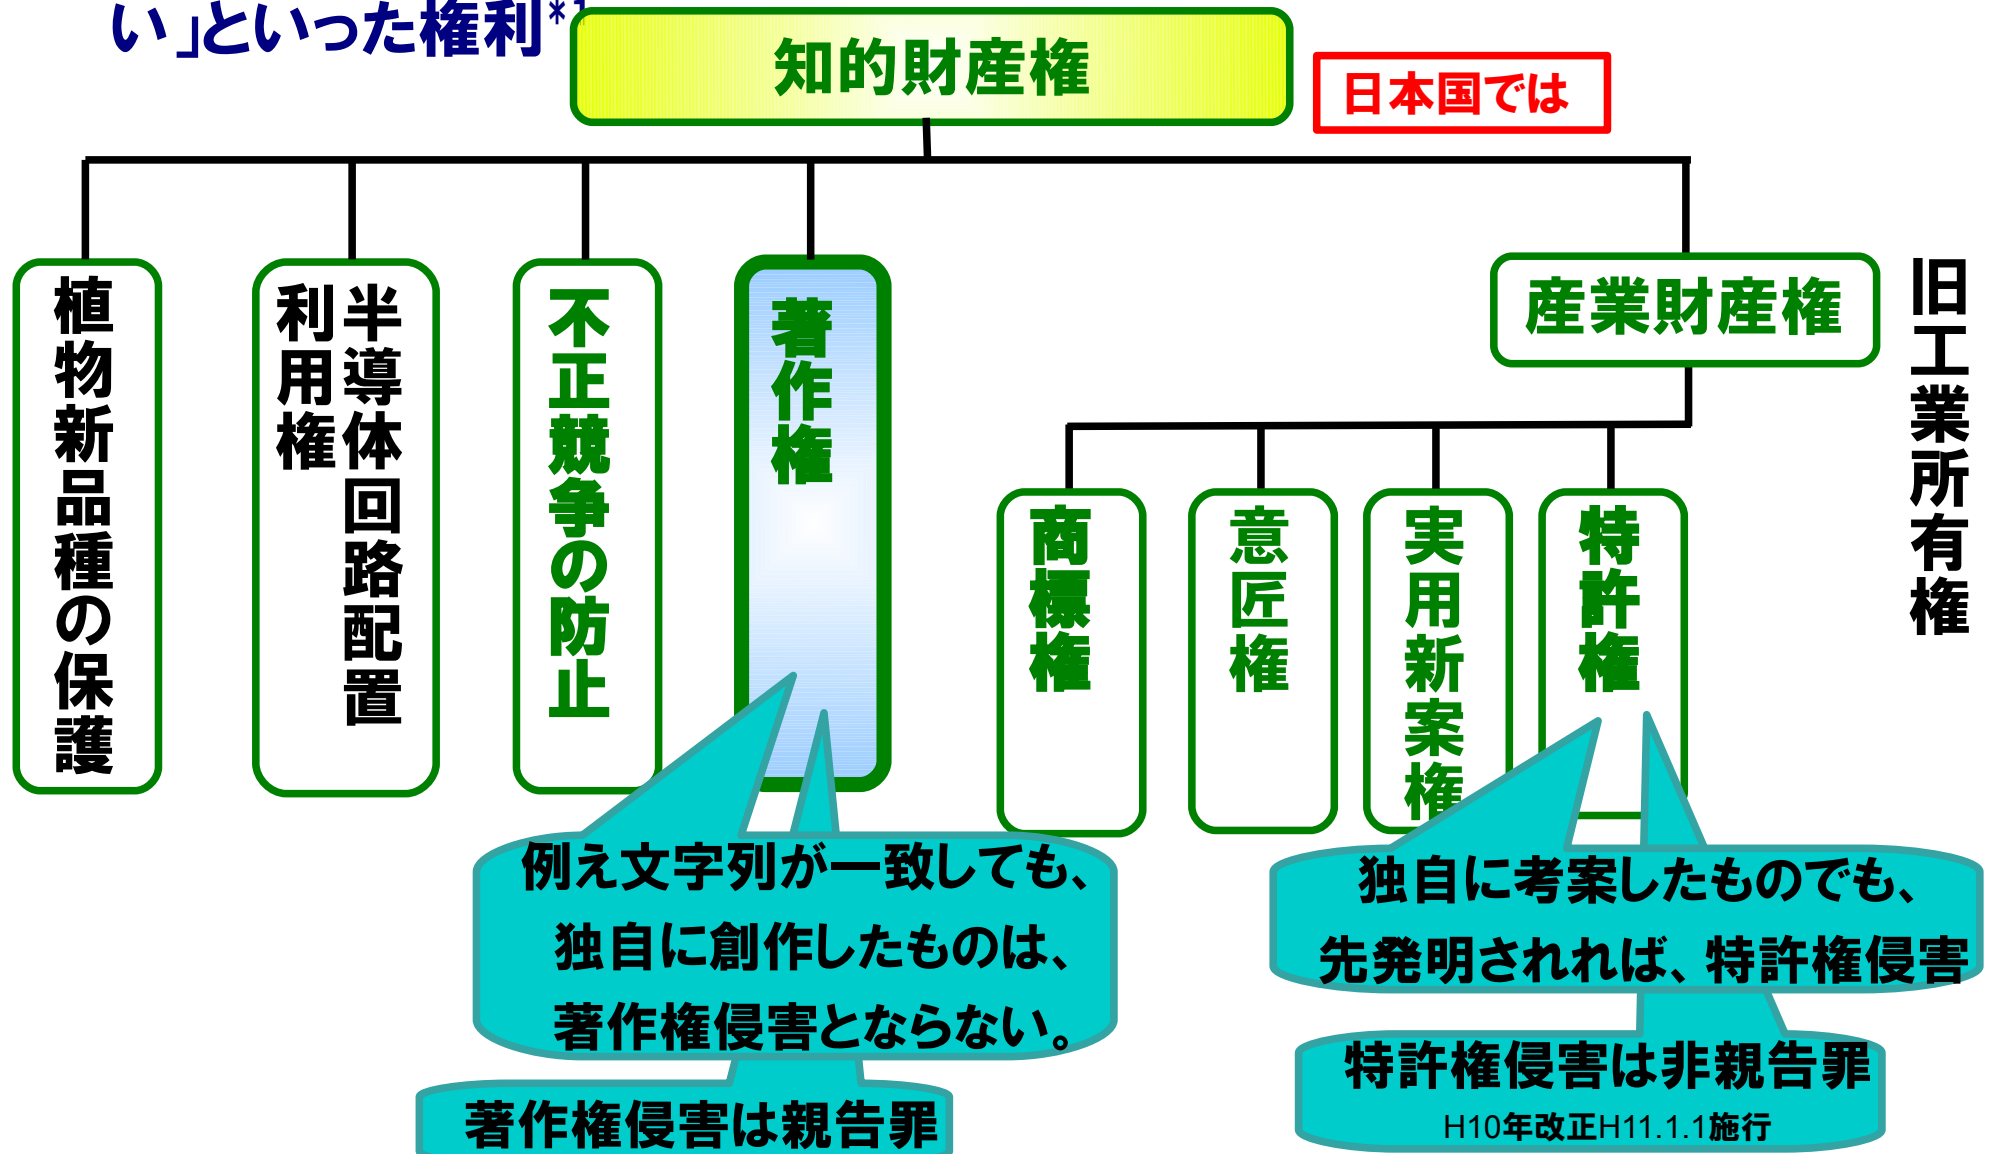 い」といった権利*1
知的財産権
日本国では
植物新品種の保護
半導体回路配置
利用権
不正競争の防止
著作権
産業財産権
旧工業所有権
商標権
意匠権
実用新案権
特許権
例え文字列が一致しても、
独自に創作したものは、
著作権侵害とならない。
著作権侵害は親告罪
独自に考案したものでも、
先発明されれば、特許権侵害
特許権侵害は非親告罪
H10年改正H11.1.1施行